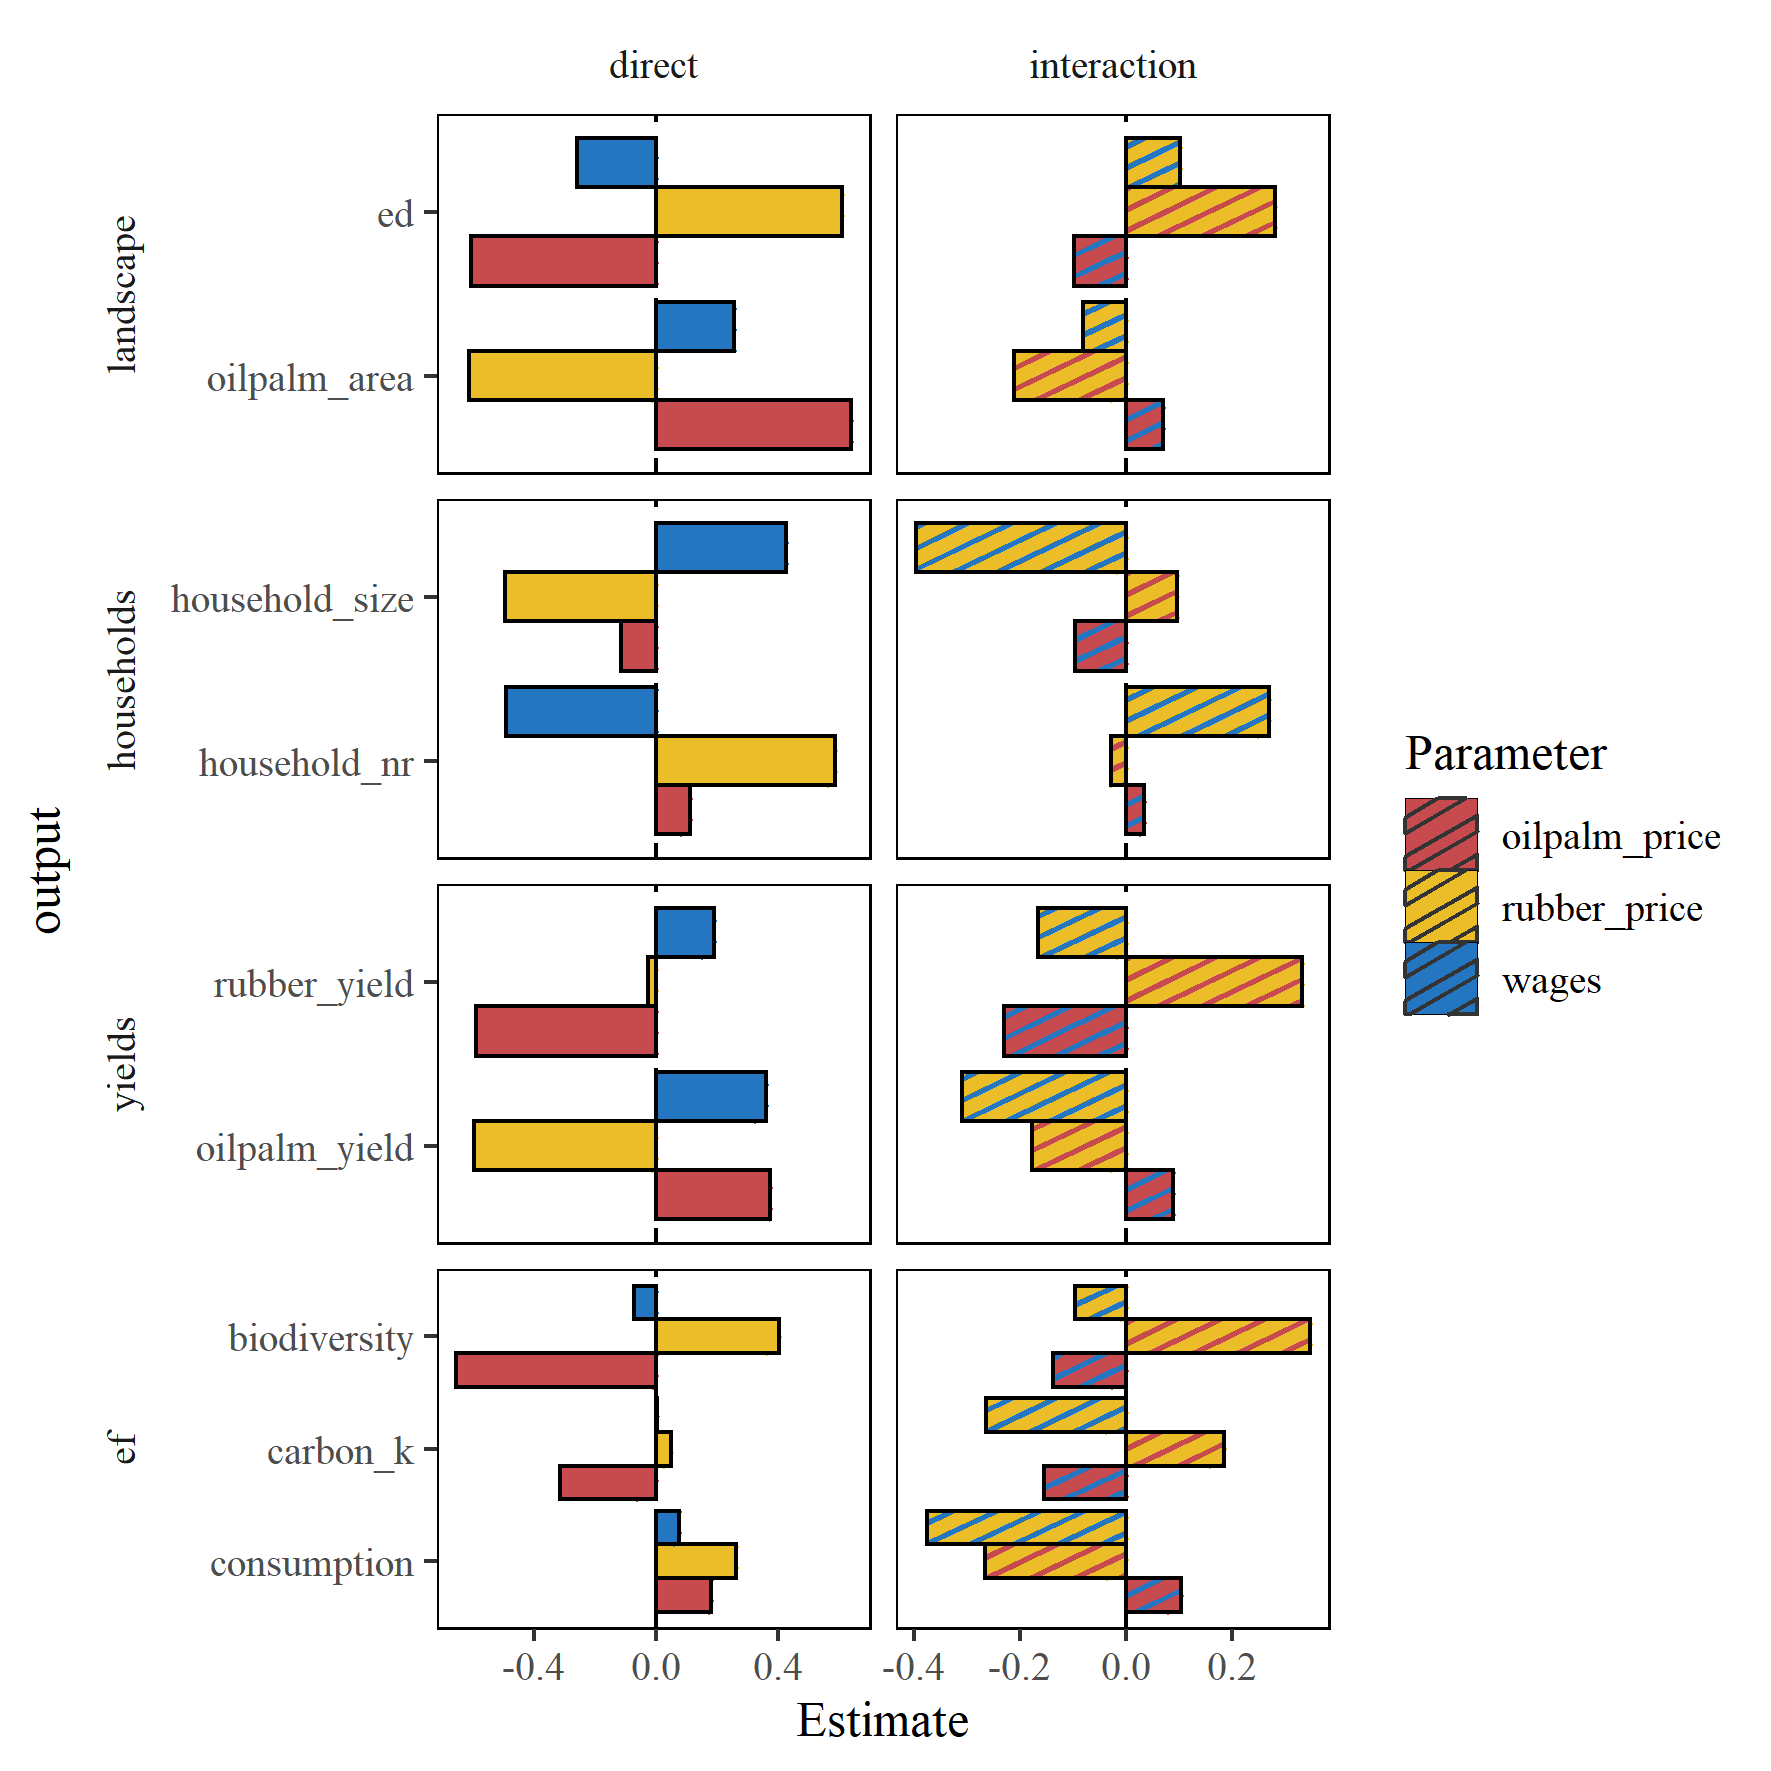 direct
interaction
landscape
ed
oilpalm_area
households
household_size
household_nr
output
yields
rubber_yield
oilpalm_yield
ef
biodiversity
carbon_k
consumption
-0.4 0.0 0.4
-0.4 -0.2 0.0 0.2
Estimate
Parameter
oilpalm_price
rubber_price
wages